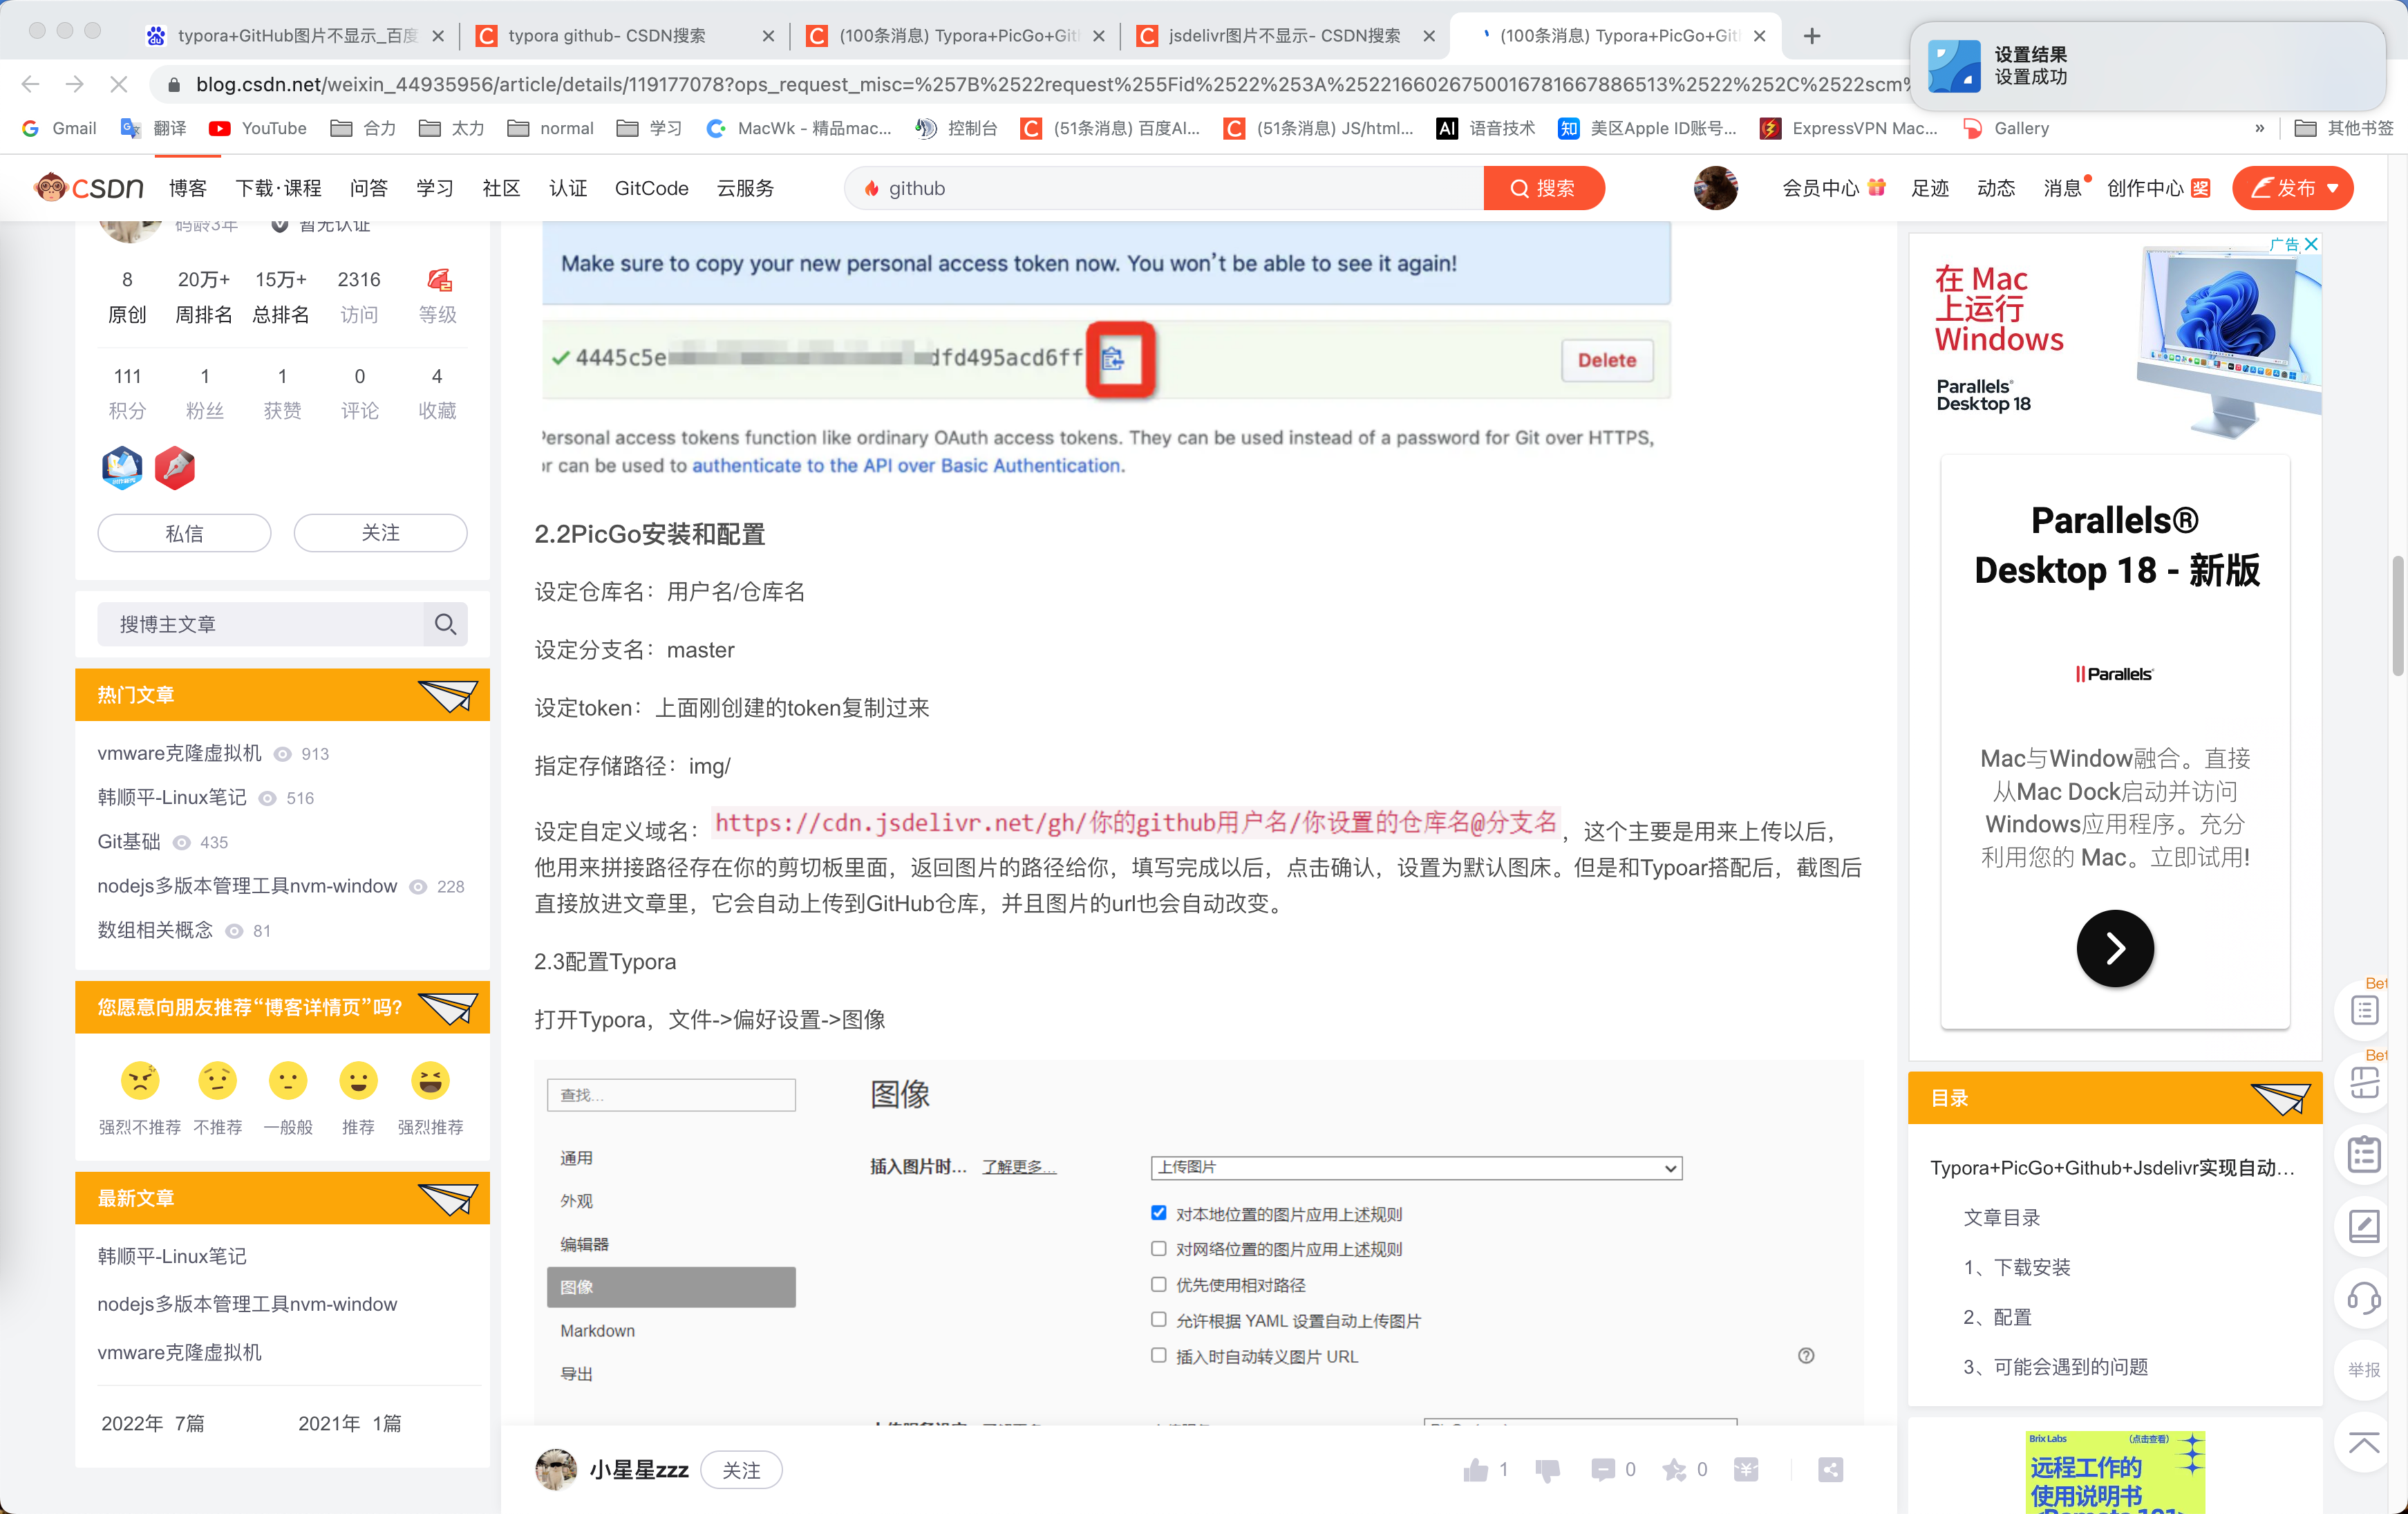 typora+GitHub图片不显示_百度
typora github- CSDN搜索
(100条消息) Typora+PicGo+Git
jsdelivr图片不显示- CSDN搜索
(100条消息) Typora+PicGo+Git
设置结果
设置成功
blog.csdn.net/weixin_44935956/article/details/119177078?ops_request_misc=%257B%2522request%255Fid%2522%253A%2522166026750016781667886513%2522%252C%2522scm%
Gmail
翻译
YouTube
合力
太力
normal
学习
MacWk - 精品mac...
控制台
(51条消息) 百度AI...
(51条消息) JS/html...
AI 语音技术
知 美区Apple ID账号...
ExpressVPN Mac...
Gallery
»
其他书签
CSDN
博客
下载·课程
问答
学习
社区
认证
GitCode
云服务
github
搜索
会员中心
足迹
动态
消息
创作中心 奖
发布
码龄3年
暂无认证
8 20万+ 15万+ 2316
原创 周排名 总排名 访问 等级
111 1 1 0 4
积分 粉丝 获赞 评论 收藏
私信
关注
搜博主文章
热门文章
vmware克隆虚拟机 913
韩顺平-Linux笔记 516
Git基础 435
nodejs多版本管理工具nvm-window 228
数组相关概念 81
您愿意向朋友推荐“博客详情页”吗?
强烈不推荐 不推荐 一般般 推荐 强烈推荐
最新文章
韩顺平-Linux笔记
nodejs多版本管理工具nvm-window
vmware克隆虚拟机
2022年 7篇
2021年 1篇
Make sure to copy your new personal access token now. You won’t be able to see it again!
4445c5e
dfd495acd6ff
Delete
Personal access tokens function like ordinary OAuth access tokens. They can be used instead of a password for Git over HTTPS,
or can be used to authenticate to the API over Basic Authentication.
2.2PicGo安装和配置
设定仓库名：用户名/仓库名
设定分支名：master
设定token：上面刚创建的token复制过来
指定存储路径：img/
设定自定义域名：https://cdn.jsdelivr.net/gh/你的github用户名/你设置的仓库名@分支名，这个主要是用来上传以后，
他用来拼接路径存在你的剪切板里面，返回图片的路径给你，填写完成以后，点击确认，设置为默认图床。但是和Typoar搭配后，截图后
直接放进文章里，它会自动上传到GitHub仓库，并且图片的url也会自动改变。
2.3配置Typora
打开Typora，文件->偏好设置->图像
查找...
通用
外观
编辑器
图像
Markdown
导出
图像
插入图片时... 了解更多... 上传图片
对本地位置的图片应用上述规则
对网络位置的图片应用上述规则
优先使用相对路径
允许根据 YAML 设置自动上传图片
插入时自动转义图片 URL
小星星zzz
关注
1
0
0
广告
在 Mac
上运行
Windows
Parallels®
Desktop 18
Parallels®
Desktop 18 - 新版
Parallels
Mac与Window融合。直接
从Mac Dock启动并访问
Windows应用程序。充分
利用您的 Mac。立即试用!
目录
Typora+PicGo+Github+Jsdelivr实现自动...
文章目录
1、下载安装
2、配置
3、可能会遇到的问题
Bet
Bet
举报
Brix Labs
(点击查看)
远程工作的
使用说明书